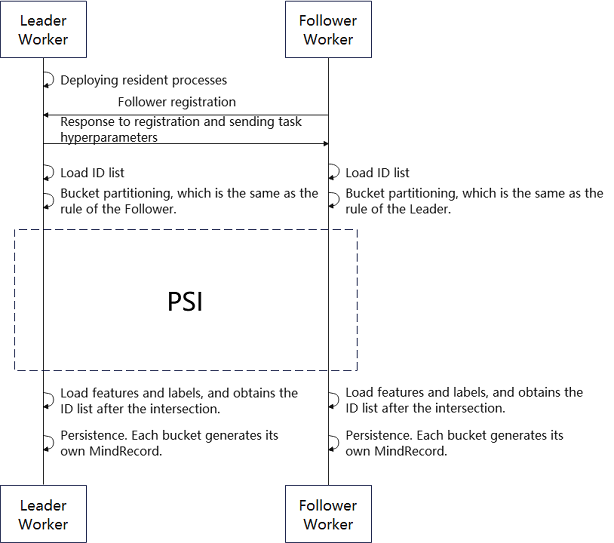 Leader
Worker
Follower
Worker
Deploying resident processes
Follower registration
Response to registration and sending task
hyperparameters
Load ID list
Load ID list
Bucket partitioning, which is the same as the
rule of the Follower.
Bucket partitioning, which is the same as the
rule of the Leader.
PSI
Load features and labels, and obtains the
ID list after the intersection.
Load features and labels, and obtains the
ID list after the intersection.
Persistence. Each bucket generates its
own MindRecord.
Persistence. Each bucket generates its
own MindRecord.
Leader
Worker
Follower
Worker